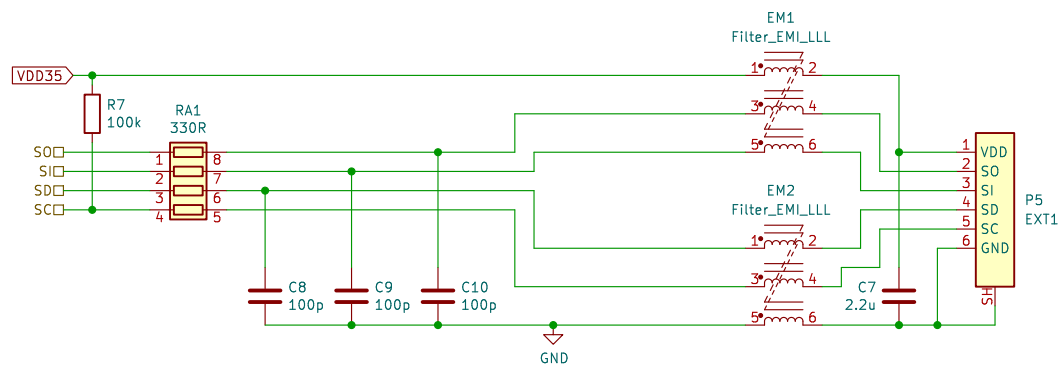 EM1
Filter_EMI_LLL
1 2
VDD35
R7
100k
RA1
330R
3 4
SO
1 8
5 6
1 VDD
SI
2 7
2 SO
SD
3 6
EM2
3 SI
SC
4 5
Filter_EMI_LLL
4 SD
P5
EXT1
5 SC
1 2
6 GND
3 4
C8
100p
C9
100p
C10
100p
C7
2.2u
SH
5 6
GND